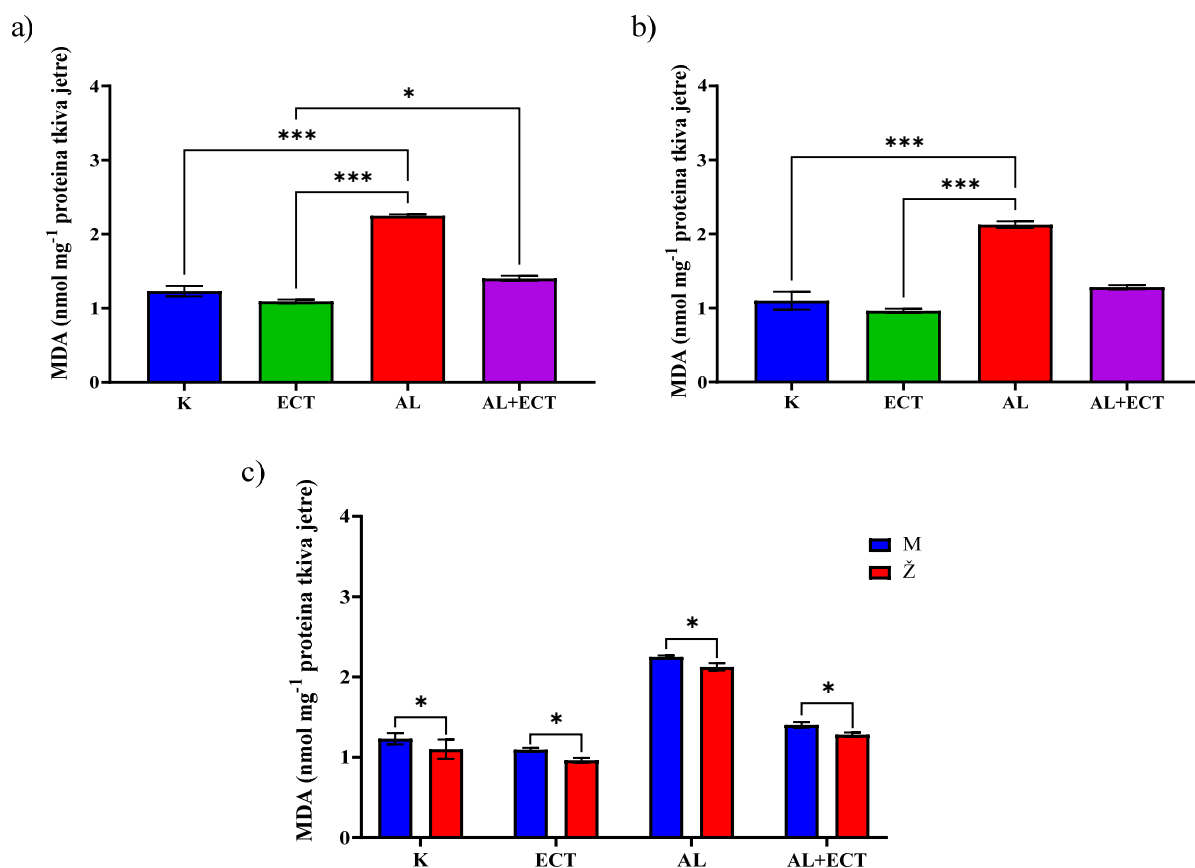 a)
MDA (nmol mg⁻¹ proteina tkiva jetre)
4
3
2
1
0
*
***
***
K ECT AL AL+ECT
b)
MDA (nmol mg⁻¹ proteina tkiva jetre)
4
3
2
1
0
***
***
K ECT AL AL+ECT
c)
MDA (nmol mg⁻¹ proteina tkiva jetre)
4
3
2
1
0
M
Ž
*
*
*
*
K ECT AL AL+ECT